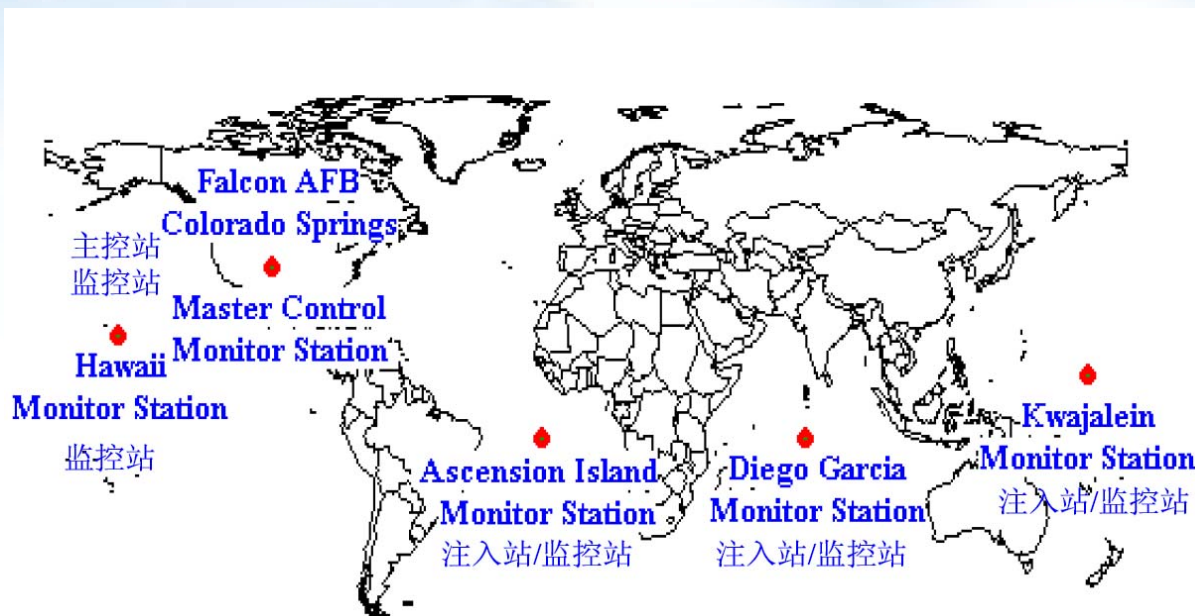 Falcon AFB
Colorado Springs
主控站
监控站
Master Control
Monitor Station
Hawaii
Monitor Station
监控站
Ascension Island
Monitor Station
注入站/监控站
Diego Garcia
Monitor Station
注入站/监控站
Kwajalein
Monitor Station
注入站/监控站